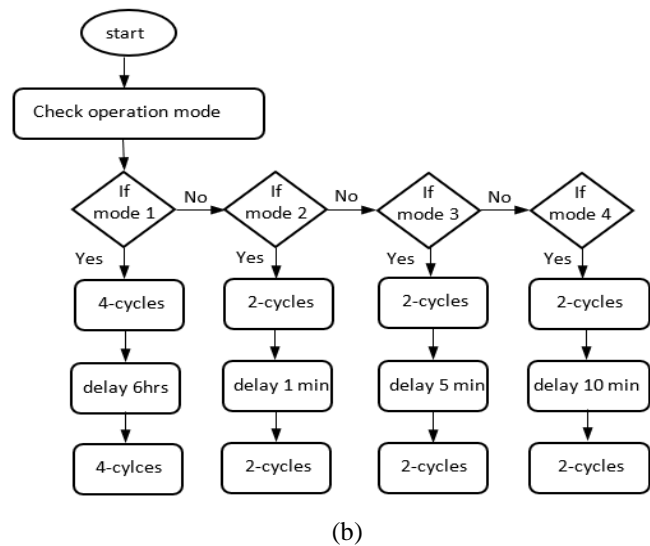 start
Check operation mode
If
mode 1
No
If
mode 2
No
If
mode 3
No
If
mode 4
Yes
Yes
Yes
Yes
4-cycles
2-cycles
2-cycles
2-cycles
delay 6hrs
delay 1 min
delay 5 min
delay 10 min
4-cylces
2-cycles
2-cycles
2-cycles
(b)